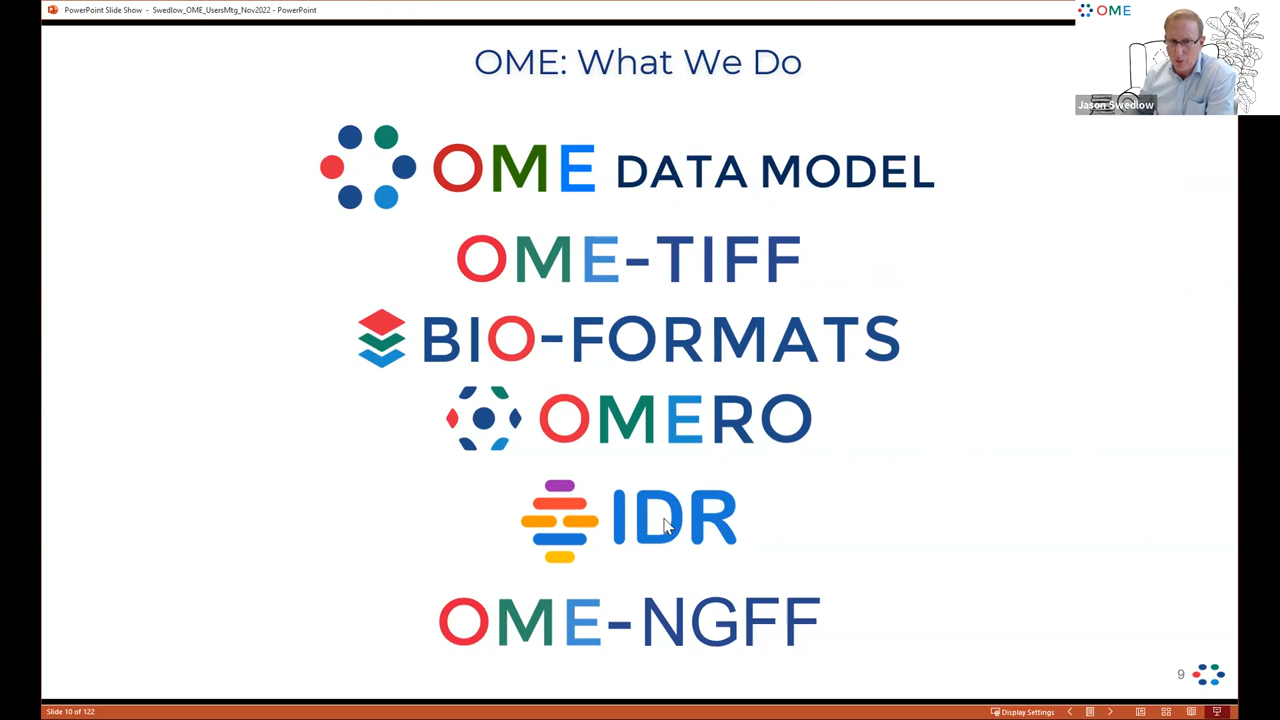 PowerPoint Slide Show - Swedlow_OME_UsersMtg_Nov2022 - PowerPoint
OME
Jason Swedlow
OME: What We Do
OME DATA MODEL
OME-TIFF
BIO-FORMATS
OMERO
IDR
OME-NGFF
9
Slide 10 of 122
Display Settings